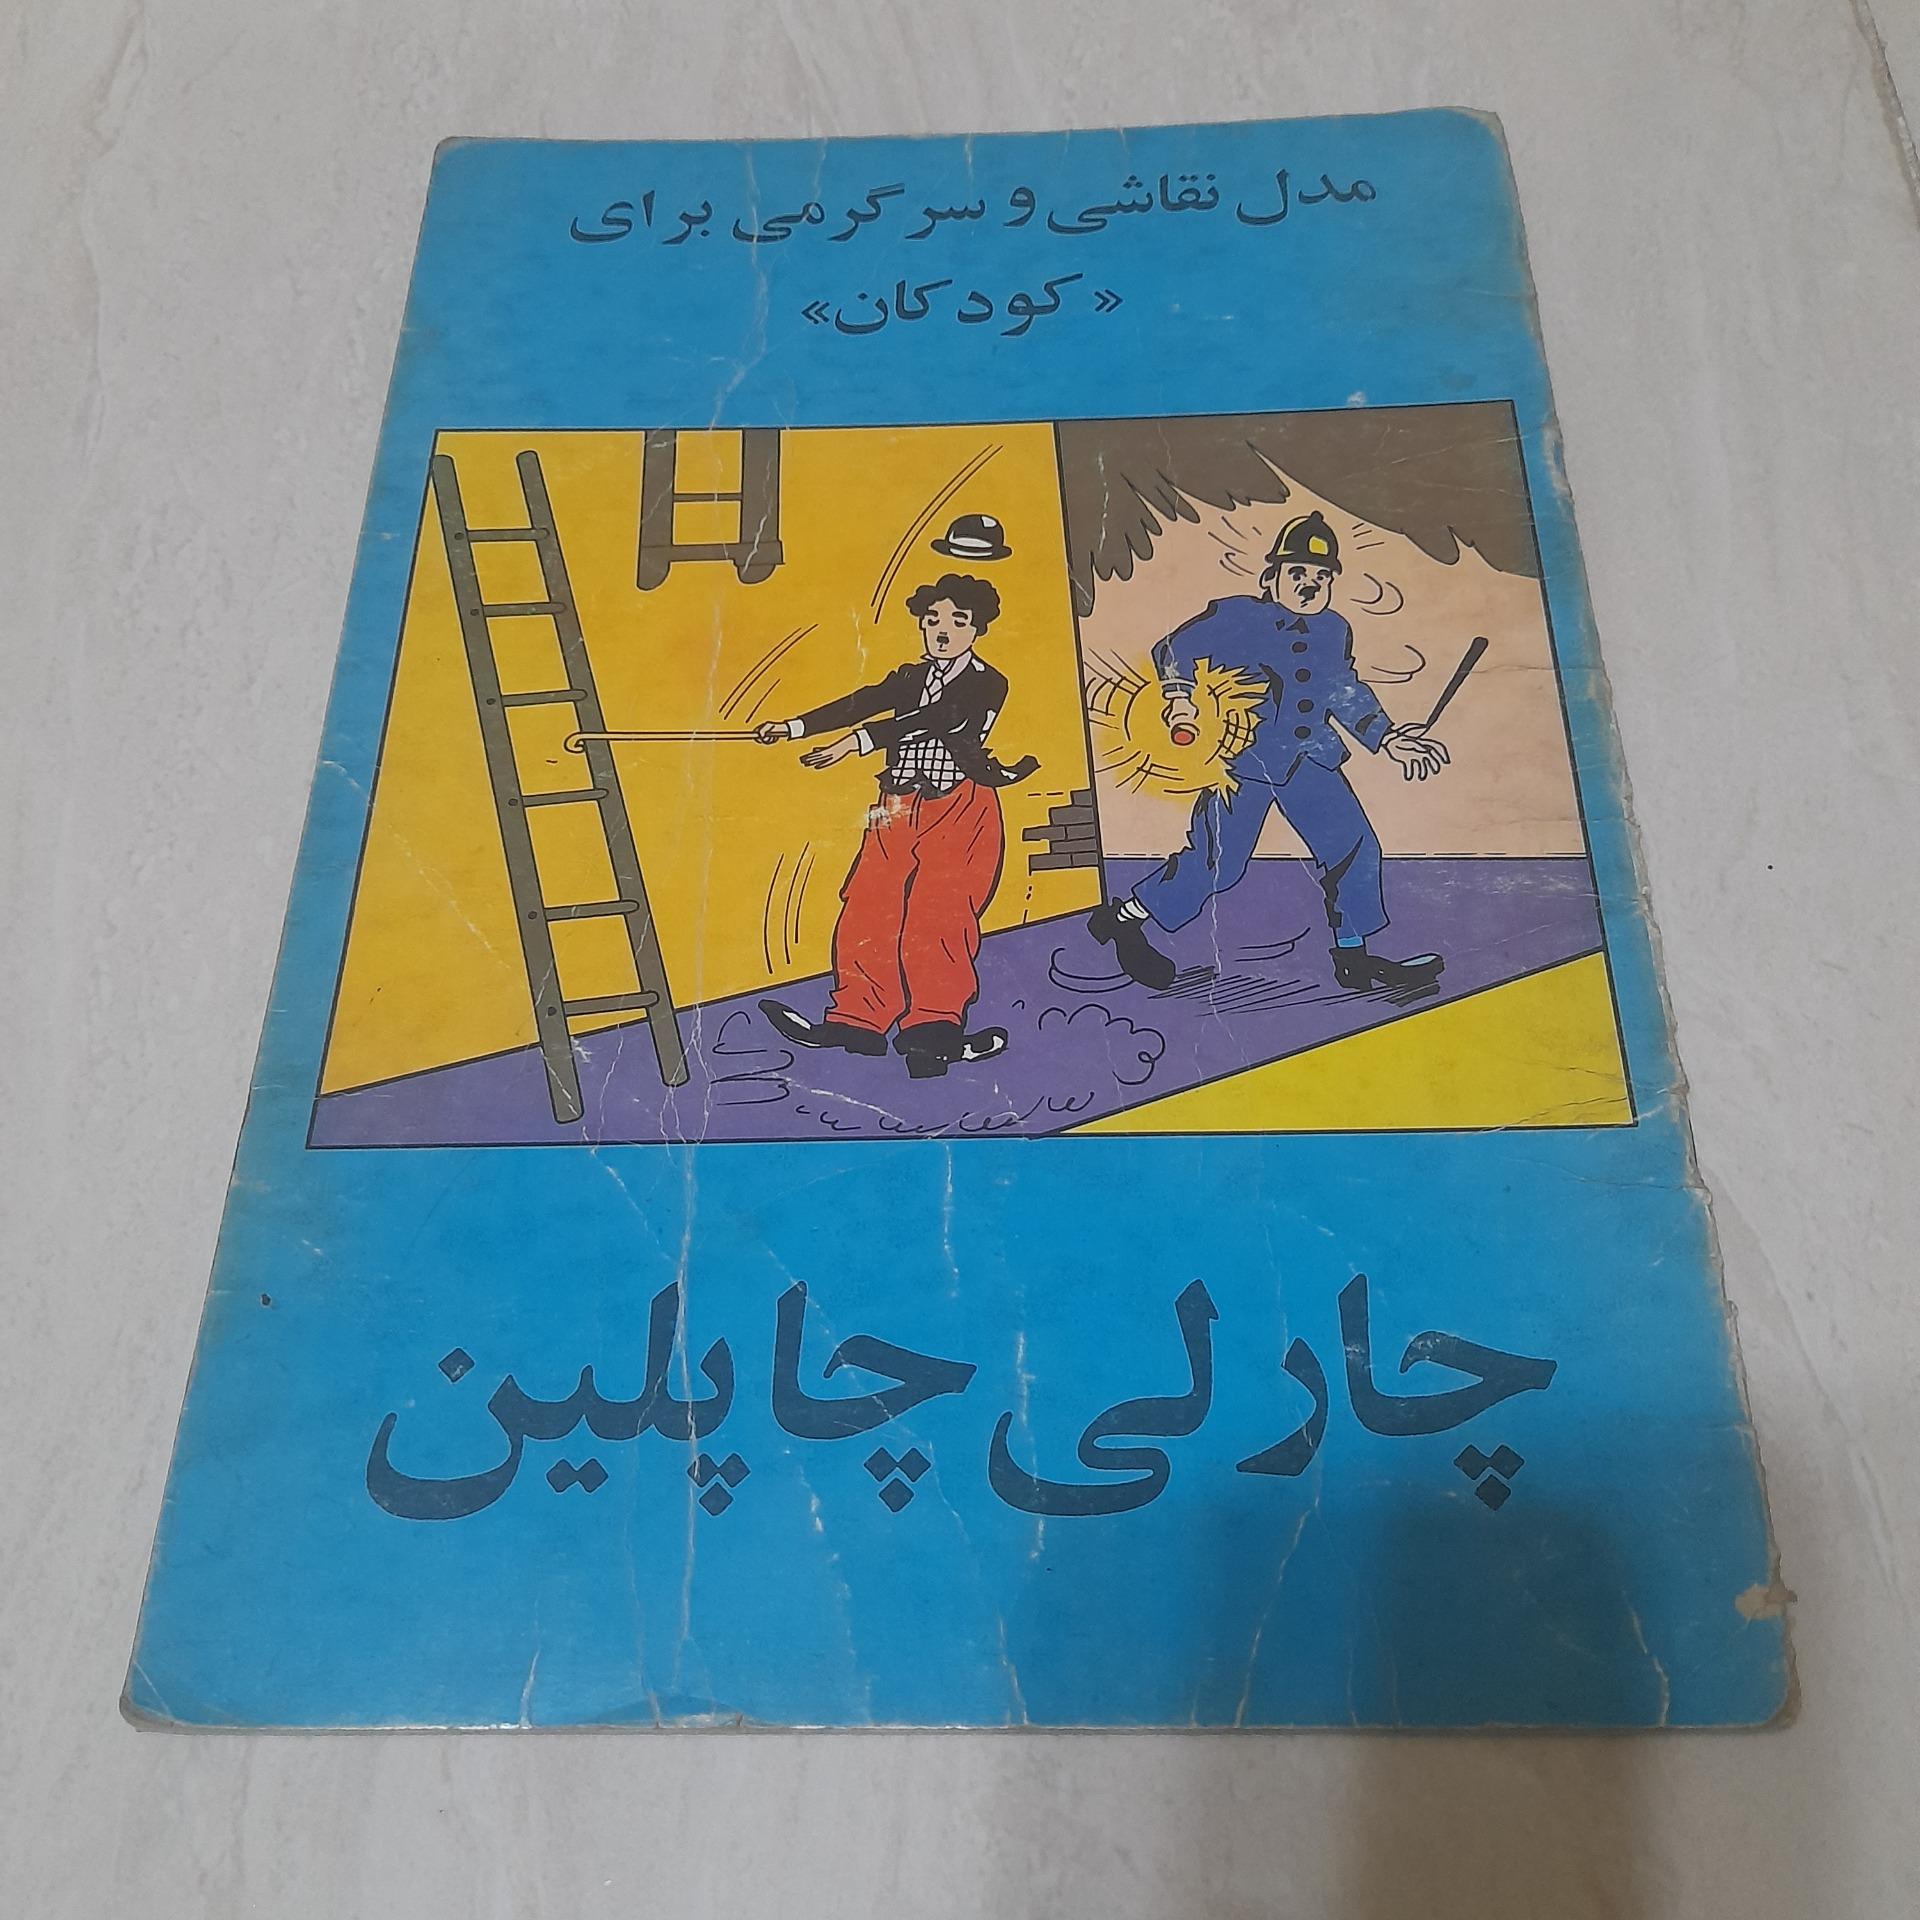 مدل نقاشی و سرگرمی برای
«کودکان»
چارلی چاپلین